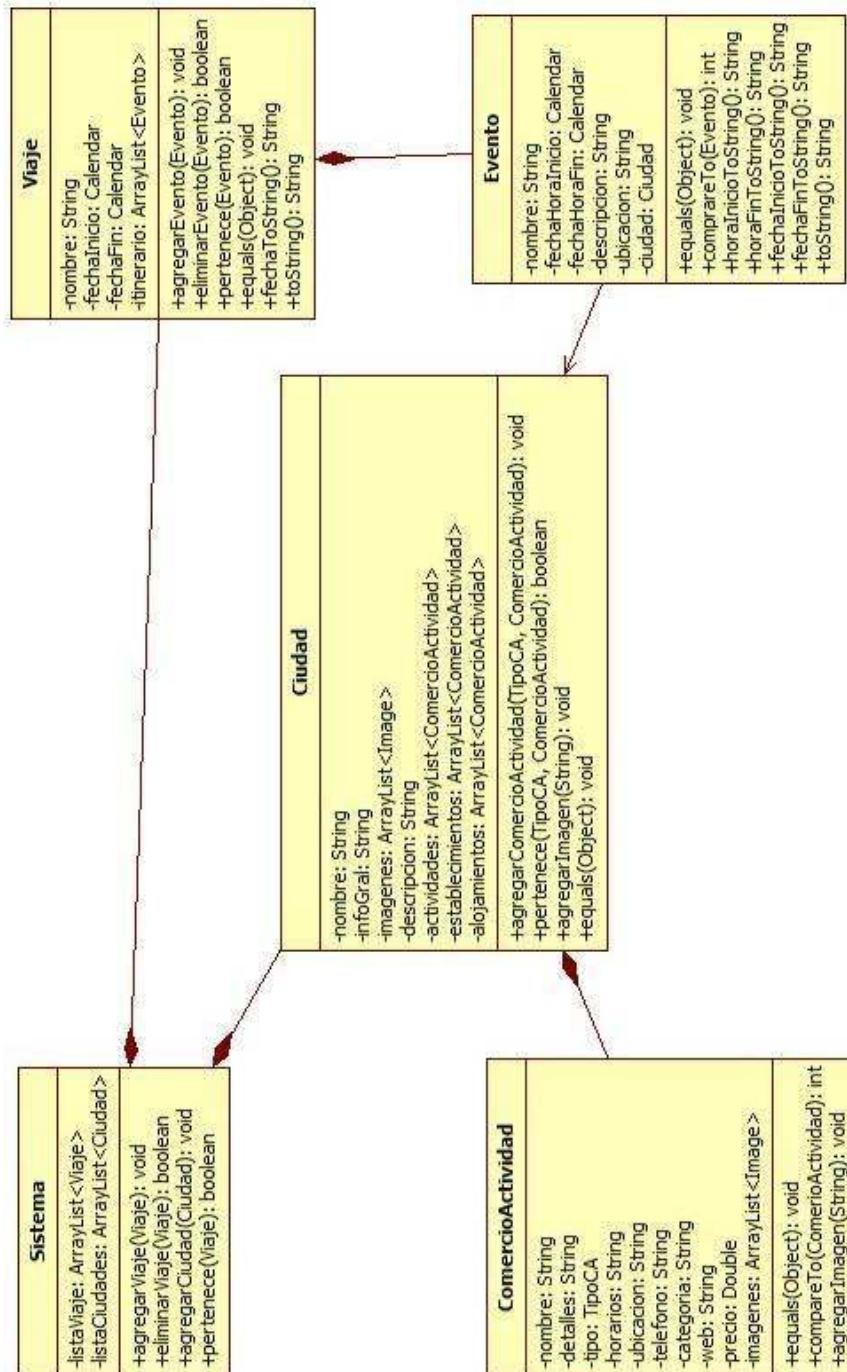 Sistema
-listaViaje: ArrayList<Viaje>
-listaCiudades: ArrayList<Ciudad>
+agregarViaje(Viaje): void
+eliminarViaje(Viaje): boolean
+agregarCiudad(Ciudad): void
+pertenece(Viaje): boolean
Viaje
-nombre: String
-fechaInicio: Calendar
-fechaFin: Calendar
-itinerario: ArrayList<Evento>
+agregarEvento(Evento): void
+eliminarEvento(Evento): boolean
+pertenece(Evento): boolean
+equals(Object): void
+fechaToString(): String
+toString(): String
Ciudad
-nombre: String
-infoGral: String
-imagenes: ArrayList<Image>
-descripcion: String
-actividades: ArrayList<ComercioActividad>
-establecimientos: ArrayList<ComercioActividad>
-alojamientos: ArrayList<ComercioActividad>
+agregarComercioActividad(TipoCA, ComercioActividad): void
+pertenece(TipoCA, ComercioActividad): boolean
+agregarImagen(String): void
+equals(Object): void
ComercioActividad
-nombre: String
-detalles: String
-tipo: TipoCA
-horarios: String
-ubicacion: String
-telefono: String
-categoria: String
-web: String
-precio: Double
-imagenes: ArrayList<Image>
+equals(Object): void
+compareTo(ComerioActividad): int
+agregarImagen(String): void
Evento
-nombre: String
-fechaHoraInicio: Calendar
-fechaHoraFin: Calendar
-descripcion: String
-ubicacion: String
-ciudad: Ciudad
+equals(Object): void
+comprareTo(Evento): int
+horaInicioToString(): String
+horaFinToString(): String
+fechaInicioToString(): String
+fechaFinToString(): String
+toString(): String